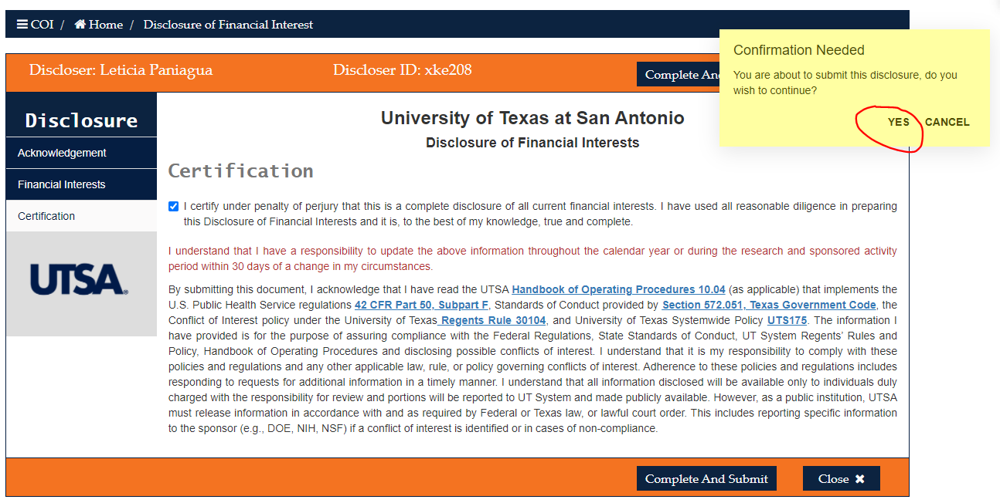 COI / Home / Disclosure of Financial Interest
Discloser: Leticia Paniagua
Discloser ID: xke208
Complete An
Confirmation Needed
You are about to submit this disclosure, do you
wish to continue?
YES CANCEL
Disclosure
Acknowledgement
Financial Interests
Certification
UTSA®
University of Texas at San Antonio
Disclosure of Financial Interests
Certification
I certify under penalty of perjury that this is a complete disclosure of all current financial interests. I have used all reasonable diligence in preparing
this Disclosure of Financial Interests and it is, to the best of my knowledge, true and complete.
I understand that I have a responsibility to update the above information throughout the calendar year or during the research and sponsored activity
period within 30 days of a change in my circumstances.
By submitting this document, I acknowledge that I have read the UTSA Handbook of Operating Procedures 10.04 (as applicable) that implements the
U.S. Public Health Service regulations 42 CFR Part 50, Subpart F, Standards of Conduct provided by Section 572.051, Texas Government Code, the
Conflict of Interest policy under the University of Texas Regents Rule 30104, and University of Texas Systemwide Policy UTS175. The information I
have provided is for the purpose of assuring compliance with the Federal Regulations, State Standards of Conduct, UT System Regents' Rules and
Policy, Handbook of Operating Procedures and disclosing possible conflicts of interest. I understand that it is my responsibility to comply with these
policies and regulations and any other applicable law, rule, or policy governing conflicts of interest. Adherence to these policies and regulations includes
responding to requests for additional information in a timely manner. I understand that all information disclosed will be available only to individuals duly
charged with the responsibility for review and portions will be reported to UT System and made publicly available. However, as a public institution, UTSA
must release information in accordance with and as required by Federal or Texas law, or lawful court order. This includes reporting specific information
to the sponsor (e.g., DOE, NIH, NSF) if a conflict of interest is identified or in cases of non-compliance.
Complete And Submit
Close